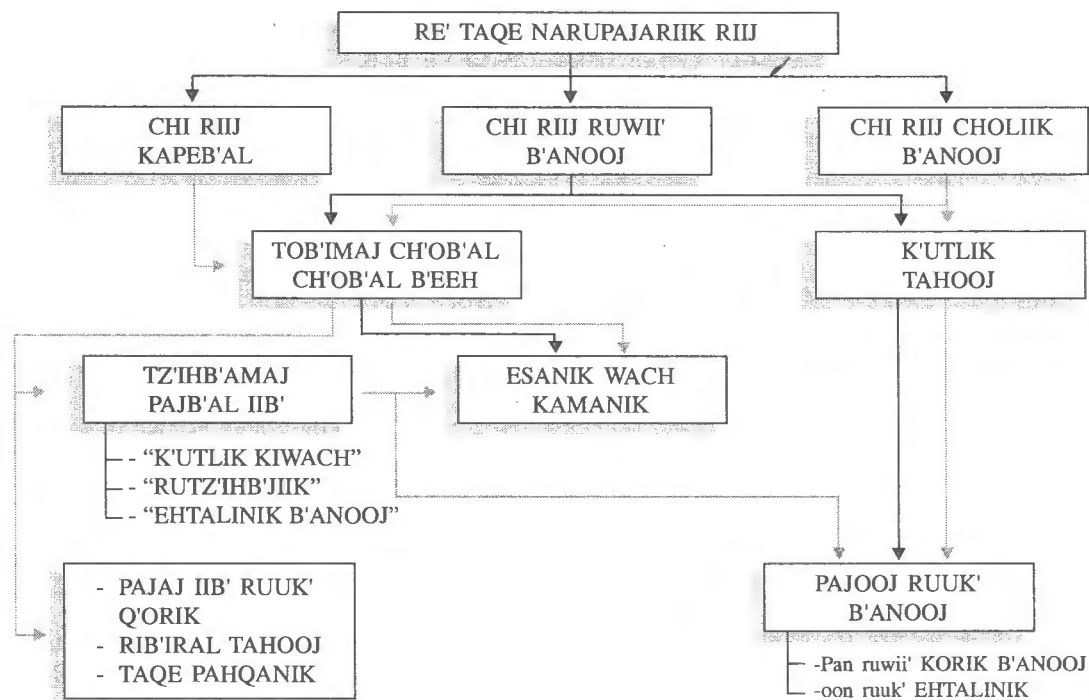 RE' TAQE NARUPAJARIIK RIIJ
CHI RIIJ
KAPEB'AL
CHI RIIJ RUWII'
B'ANOOJ
CHI RIIJ CHOLIIK
B'ANOOJ
TOB'IMAJ CH'OB'AL
CH'OB'AL B'EEH
K'UTLIK
TAHOOJ
TZ'IHB'AMAJ
PAJB'AL IIB'
ESANIK WACH
KAMANIK
- “K'UTLIK KIWACH”
- “RUTZ'IHB'JIIK”
- “EHTALINIK B'ANOOJ”
- PAJAJ IIB' RUUK'
Q'ORIK
- RIB'IRAL TAHOOJ
- TAQE PAHQANIK
PAJOOJ RUUK'
B'ANOOJ
-Pan ruwii' KORIK B'ANOOJ
-oon ruuk' EHTALINIK